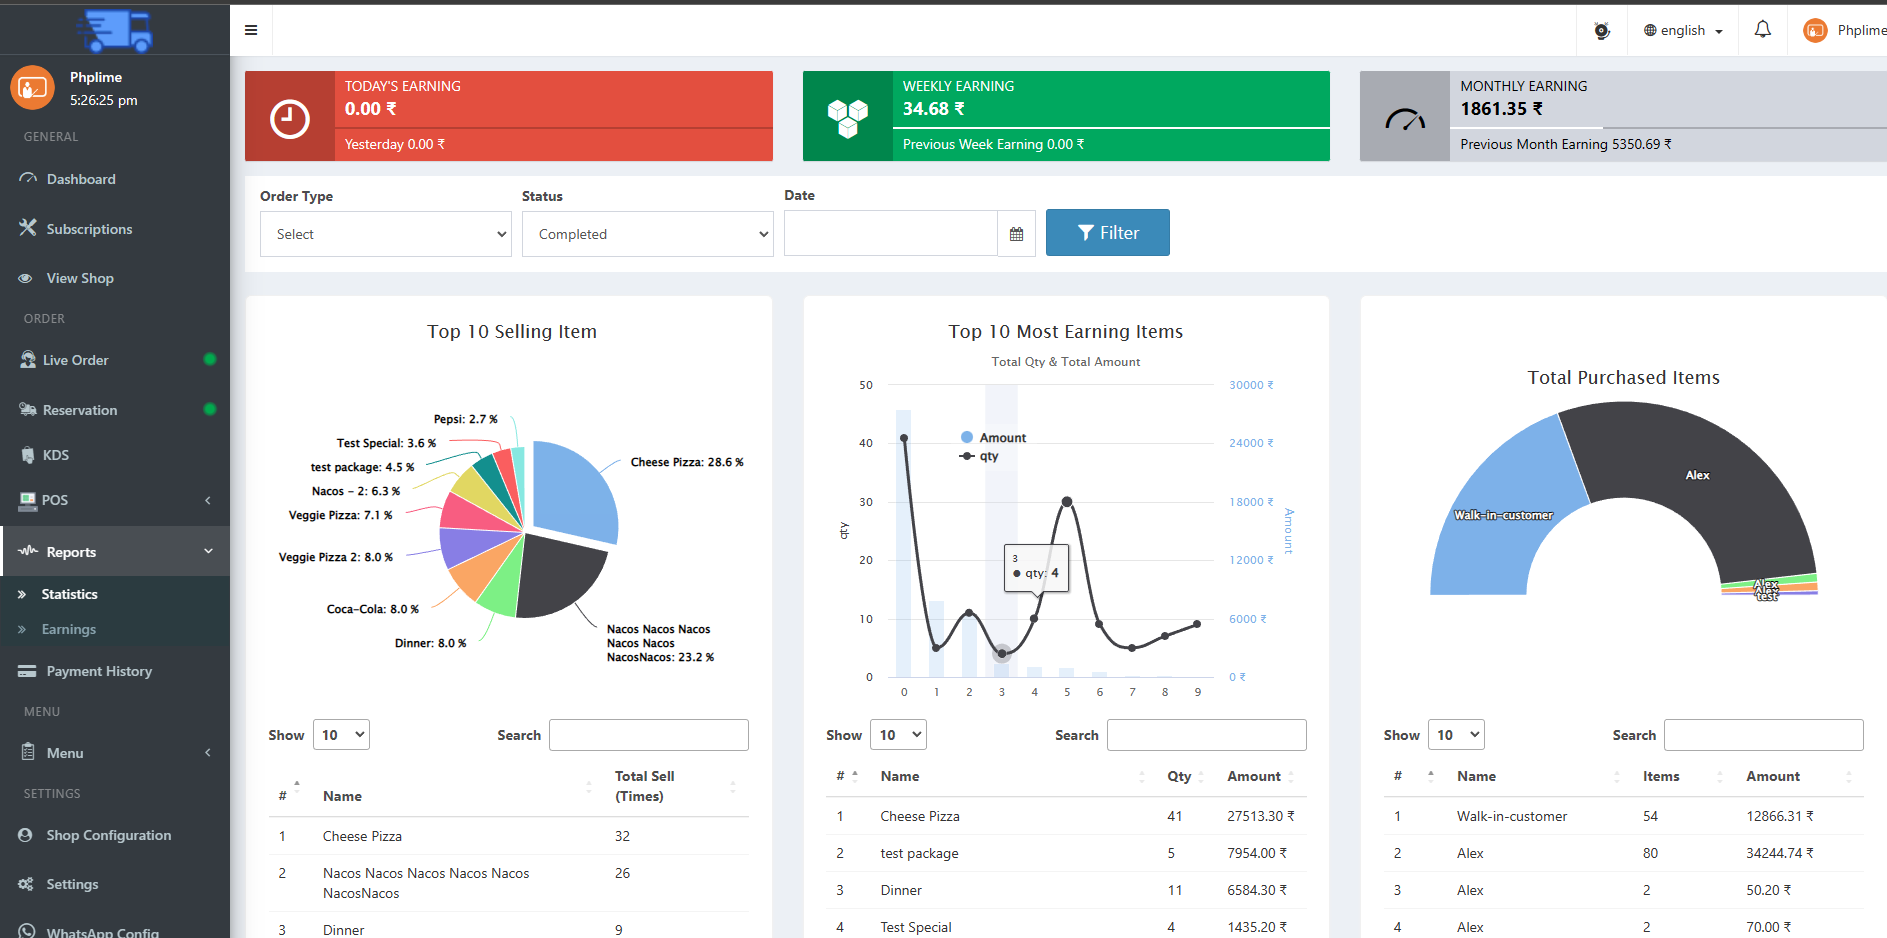 Phplime
5:26:25 pm
GENERAL
Dashboard
Subscriptions
View Shop
ORDER
Live Order
Reservation
KDS
POS
Reports
Statistics
Earnings
Payment History
MENU
Menu
SETTINGS
Shop Configuration
Settings
WhatsApp Config
english
Phplime
TODAY'S EARNING
0.00 ₹
Yesterday 0.00 ₹
WEEKLY EARNING
34.68 ₹
Previous Week Earning 0.00 ₹
MONTHLY EARNING
1861.35 ₹
Previous Month Earning 5350.69 ₹
Order Type
Select
Status
Completed
Date
Filter
Top 10 Selling Item
Pepsi: 2.7 %
Test Special: 3.6 %
test package: 4.5 %
Nacos - 2: 6.3 %
Veggie Pizza: 7.1 %
Veggie Pizza 2: 8.0 %
Coca-Cola: 8.0 %
Dinner: 8.0 %
Cheese Pizza: 28.6 %
Nacos Nacos Nacos
Nacos Nacos
NacosNacos: 23.2 %
Show 10 Search
# Name Total Sell
(Times)
1 Cheese Pizza 32
2 Nacos Nacos Nacos Nacos Nacos 26
NacosNacos
3 Dinner 9
Top 10 Most Earning Items
Total Qty & Total Amount
50 30000 ₹
40 24000 ₹
30 18000 ₹
20 12000 ₹
10 6000 ₹
0 0 ₹
qty
Amount
Amount
qty
3
qty: 4
0 1 2 3 4 5 6 7 8 9
Show 10 Search
# Name Qty Amount
1 Cheese Pizza 41 27513.30 ₹
2 test package 5 7954.00 ₹
3 Dinner 11 6584.30 ₹
4 Test Special 4 1435.20 ₹
Total Purchased Items
Walk-in-customer
Alex
Alex
Alex
test
Show 10 Search
# Name Items Amount
1 Walk-in-customer 54 12866.31 ₹
2 Alex 80 34244.74 ₹
3 Alex 2 50.20 ₹
4 Alex 2 70.00 ₹